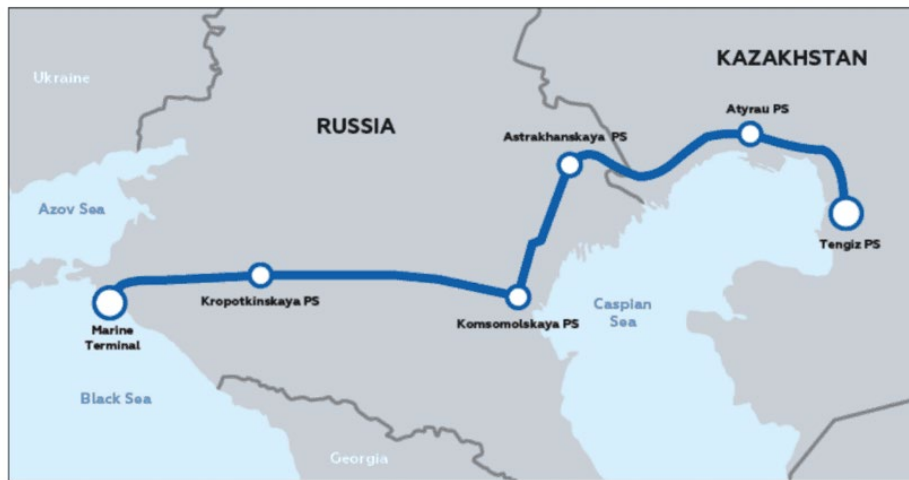 Ukraine
KAZAKHSTAN
Atyrau PS
RUSSIA
Astrakhanskaya PS
Azov Sea
Tengiz PS
Kropotkinskaya PS
Komsomolskaya PS
Caspian
Sea
Marine
Terminal
Black Sea
Georgia